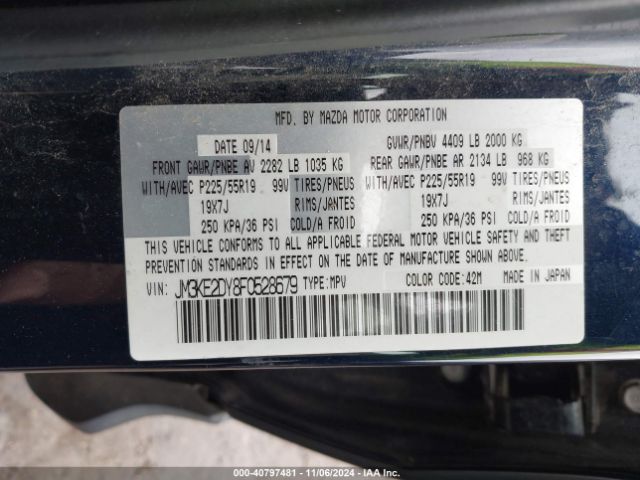 MFD. BY MAZDA MOTOR CORPORATION
DATE 09/14 GVWR/PNBV 4409 LB 2000 KG
FRONT GAWR/PNBE AV 2282 LB 1035 KG REAR GAWR/PNBE AR 2134 LB 968 KG
WITH/AVEC P225/55R19 99V TIRES/PNEUS WITH/AVEC P225/55R19 99V TIRES/PNEUS
19X7J RIMS/JANTES 19X7J RIMS/JANTES
250 KPA/36 PSI COLD/A FROID 250 KPA/36 PSI COLD/A FROID
THIS VEHICLE CONFORMS TO ALL APPLICABLE FEDERAL MOTOR VEHICLE SAFETY AND THEFT
PREVENTION STANDARDS IN EFFECT ON THE DATE OF MANUFACTURE SHOWN ABOVE.
VIN: JM3KE2DY8F0528679 TYPE:MPV COLOR CODE:42M MADE IN JAPAN
000-40797481 - 11/06/2024 - IAA Inc.